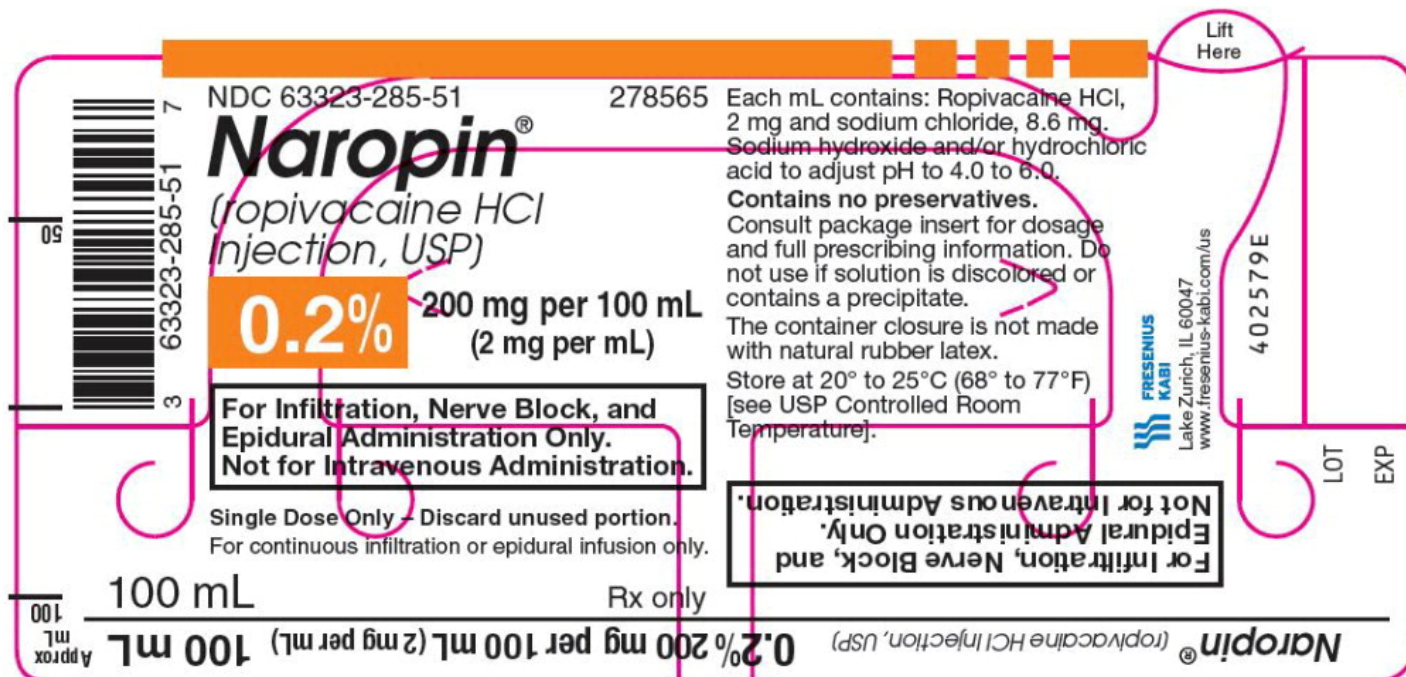 Lift
Here
NDC 63323-285-51 278565
Naropin®
(ropivacaine HCl
Injection, USP)
0.2%
200 mg per 100 mL
(2 mg per mL)
For Infiltration, Nerve Block, and
Epidural Administration Only.
Not for Intravenous Administration.
Single Dose Only – Discard unused portion.
For continuous infiltration or epidural infusion only.
100 mL Rx only
Each mL contains: Ropivacaine HCl,
2 mg and sodium chloride, 8.6 mg.
Sodium hydroxide and/or hydrochloric
acid to adjust pH to 4.0 to 6.0.
Contains no preservatives.
Consult package insert for dosage
and full prescribing information. Do
not use if solution is discolored or
contains a precipitate.
The container closure is not made
with natural rubber latex.
Store at 20° to 25°C (68° to 77°F)
[see USP Controlled Room
Temperature].
For Infiltration, Nerve Block, and
Epidural Administration Only.
Not for Intravenous Administration.
FRESENIUS
KABI
Lake Zurich, IL 60047
www.fresenius-kabi.com/us
402579E
LOT
EXP
3 63323-285-51 7
50
100
Approx
mL
Naropin® (ropivacaine HCl Injection, USP) 0.2% 200 mg per 100 mL (2 mg per mL) 100 mL